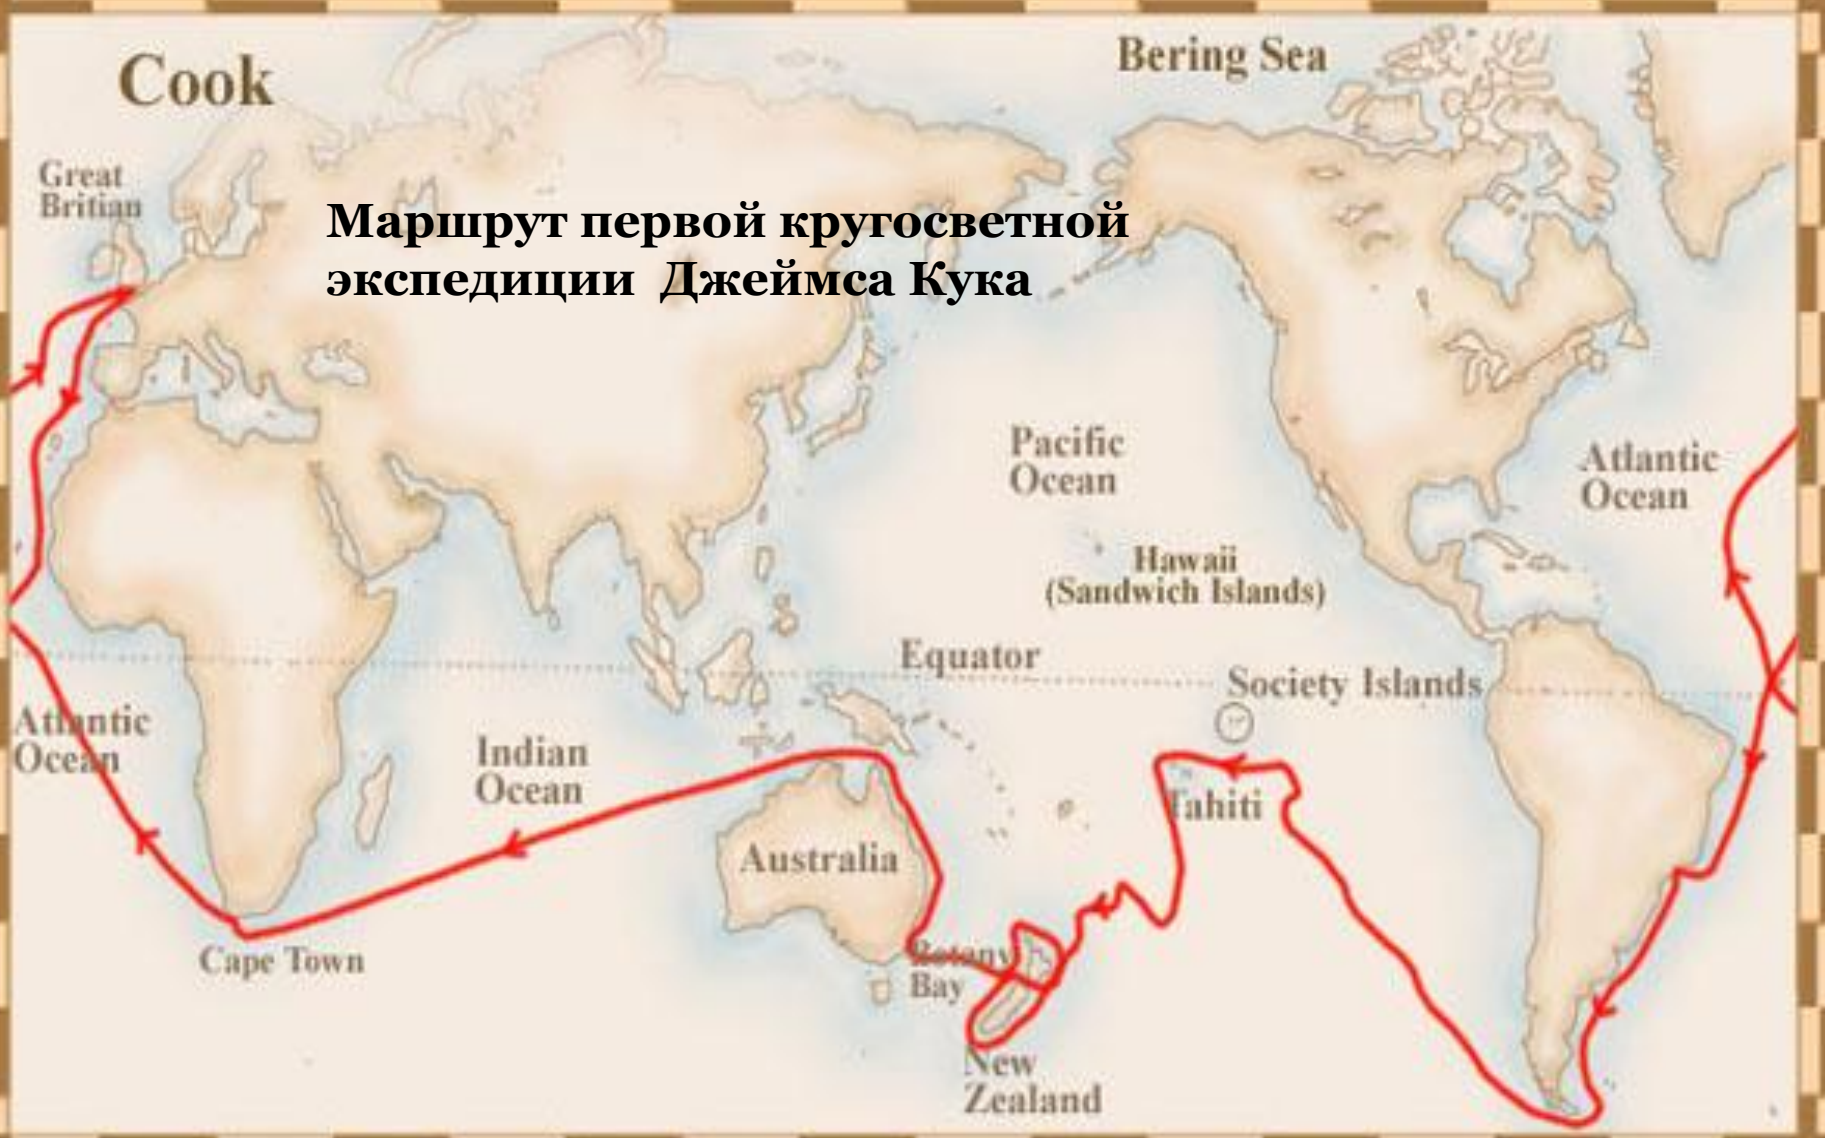 Cook
Bering Sea
Great
Britian
Маршрут первой кругосветной
экспедиции Джеймса Кука
Pacific
Ocean
Atlantic
Ocean
Hawaii
(Sandwich Islands)
Equator
Society Islands
Atlantic
Ocean
Indian
Ocean
Tahiti
Australia
Cape Town
Botany
Bay
New
Zealand